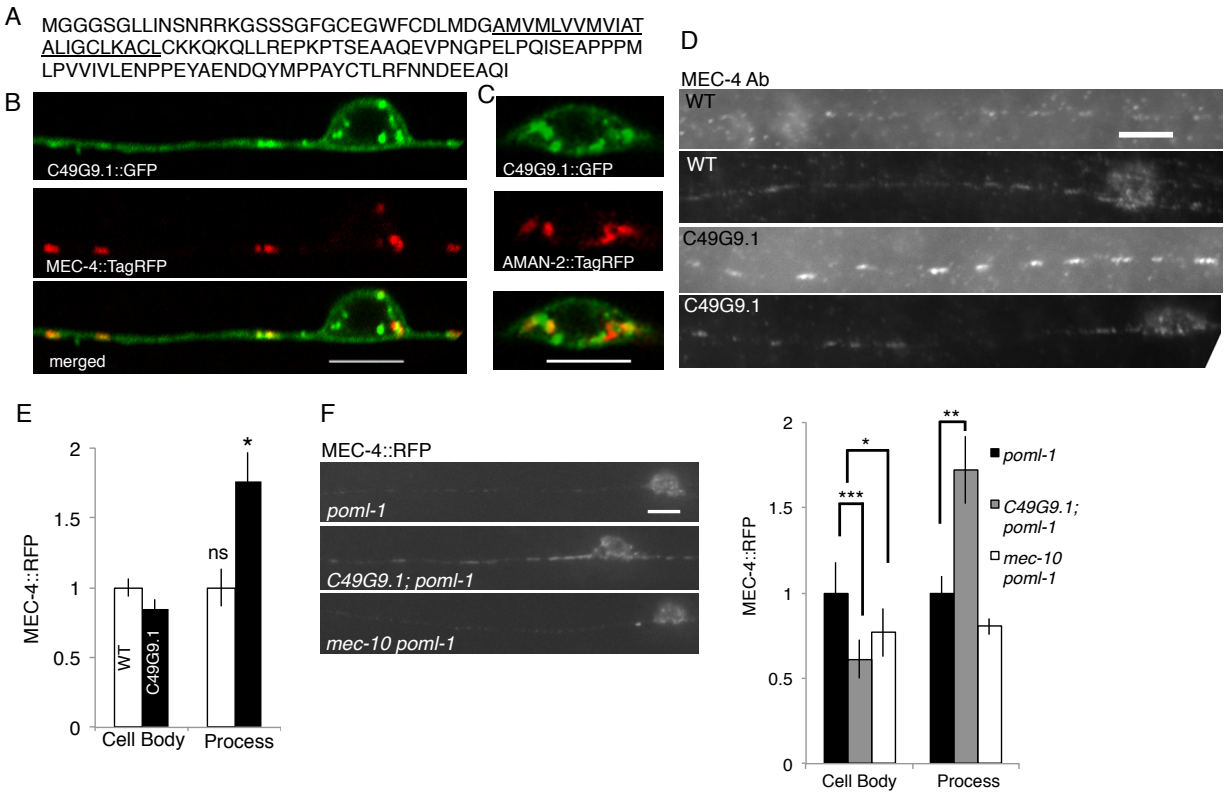 A
MGGGSGLLINSNRRKGSSSGFGCEGWFCDLMDGAMVMLVVMVIAT
ALIGCLKACLCKKQKQLLREPKPTSEAAQEVPNGPELPQISEAPPPM
LPVVIVLENPPEYAENDQYMPPAYCTLRFNNDEEAQI
B
C49G9.1::GFP
MEC-4::TagRFP
merged
C
C49G9.1::GFP
AMAN-2::TagRFP
D
MEC-4 Ab
WT
WT
C49G9.1
C49G9.1
E
MEC-4::RFP
2
1.5
1
0.5
0
ns
*
WT
C49G9.1
Cell Body
Process
F
MEC-4::RFP
poml-1
C49G9.1; poml-1
mec-10 poml-1
MEC-4::RFP
2
1.5
1
0.5
0
***
*
**
Cell Body
Process
poml-1
C49G9.1;
poml-1
mec-10
poml-1